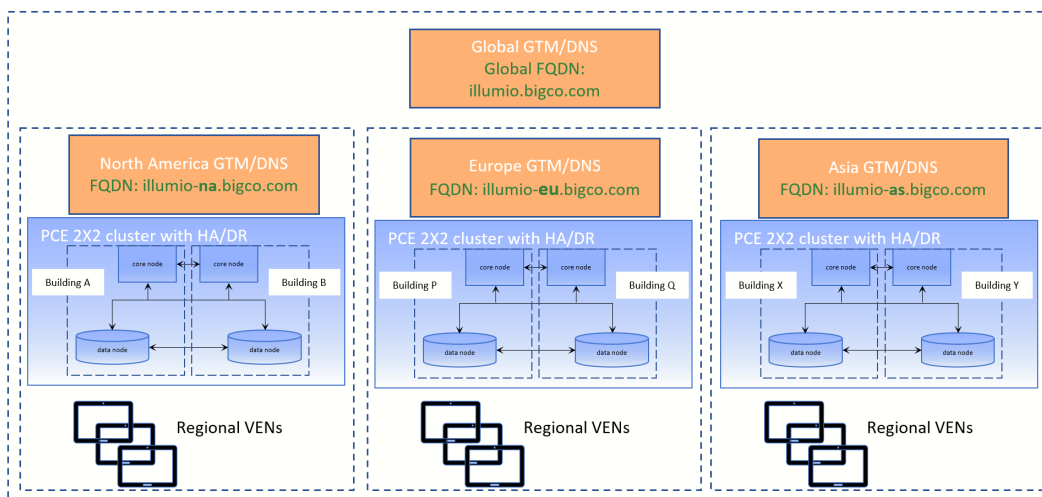 Global GTM/DNS
Global FQDN:
illumio.bigco.com
North America GTM/DNS
FQDN: illumio-na.bigco.com
PCE 2X2 cluster with HA/DR
core node
core node
Building A
Building B
data node
data node
Regional VENs
Europe GTM/DNS
FQDN: illumio-eu.bigco.com
PCE 2X2 cluster with HA/DR
core node
core node
Building P
Building Q
data node
data node
Regional VENs
Asia GTM/DNS
FQDN: illumio-as.bigco.com
PCE 2X2 cluster with HA/DR
core node
core node
Building X
Building Y
data node
data node
Regional VENs